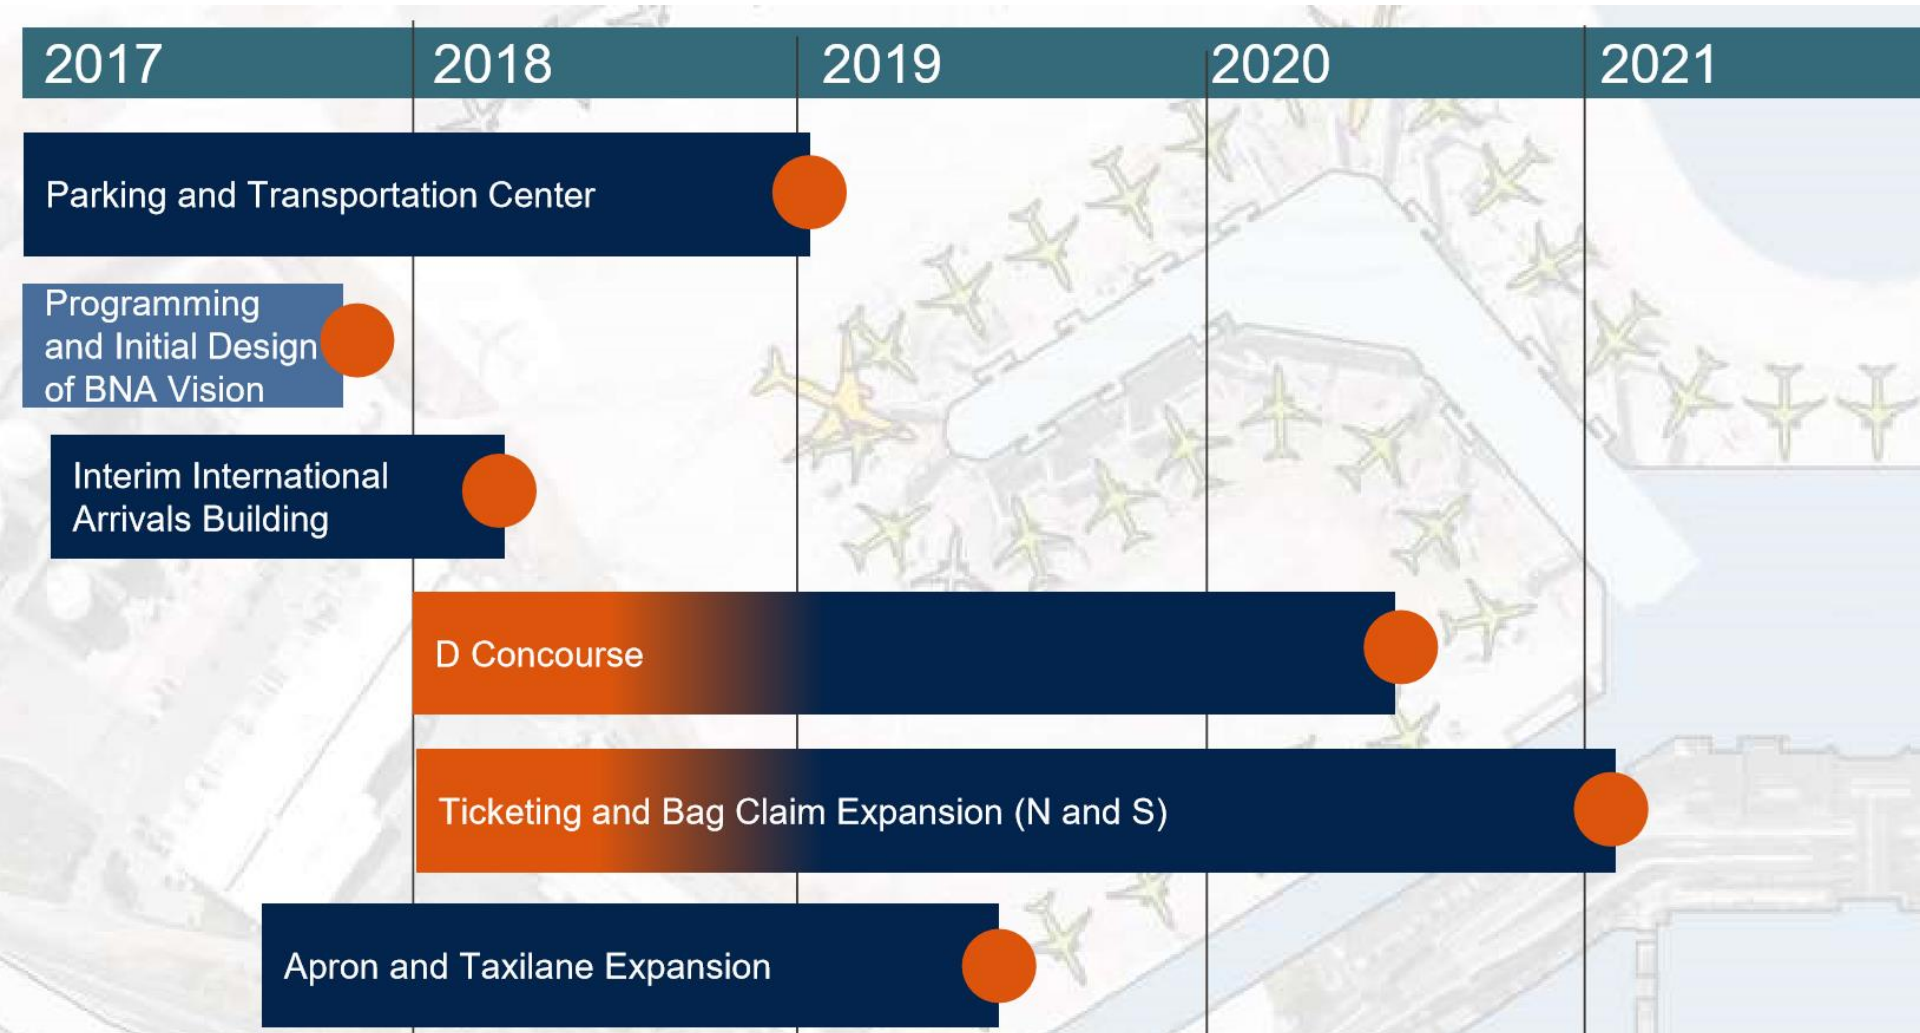 2017 2018 2019 2020 2021
Parking and Transportation Center
Programming
and Initial Design
of BNA Vision
Interim International
Arrivals Building
D Concourse
Ticketing and Bag Claim Expansion (N and S)
Apron and Taxilane Expansion